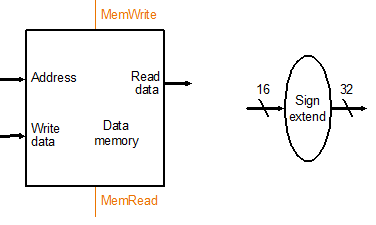 MemWrite
Address
Read
data
Write
data
Data
memory
MemRead
16
32
Sign
extend